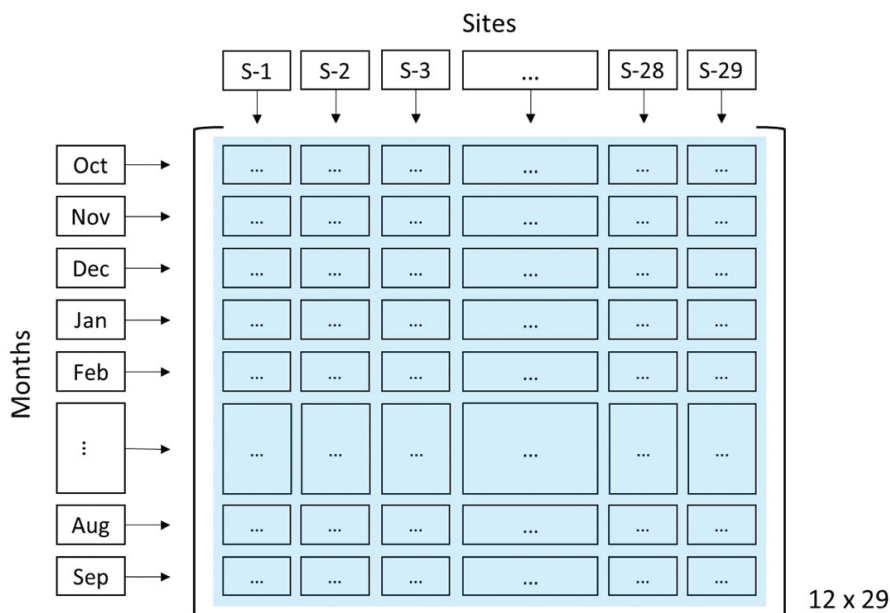 Sites
S-1 S-2 S-3 ... S-28 S-29
Months
Oct ... ... ... ... ... ...
Nov ... ... ... ... ... ...
Dec ... ... ... ... ... ...
Jan ... ... ... ... ... ...
Feb ... ... ... ... ... ...
... ... ... ... ... ... ...
Aug ... ... ... ... ... ...
Sep ... ... ... ... ... ...
12 x 29